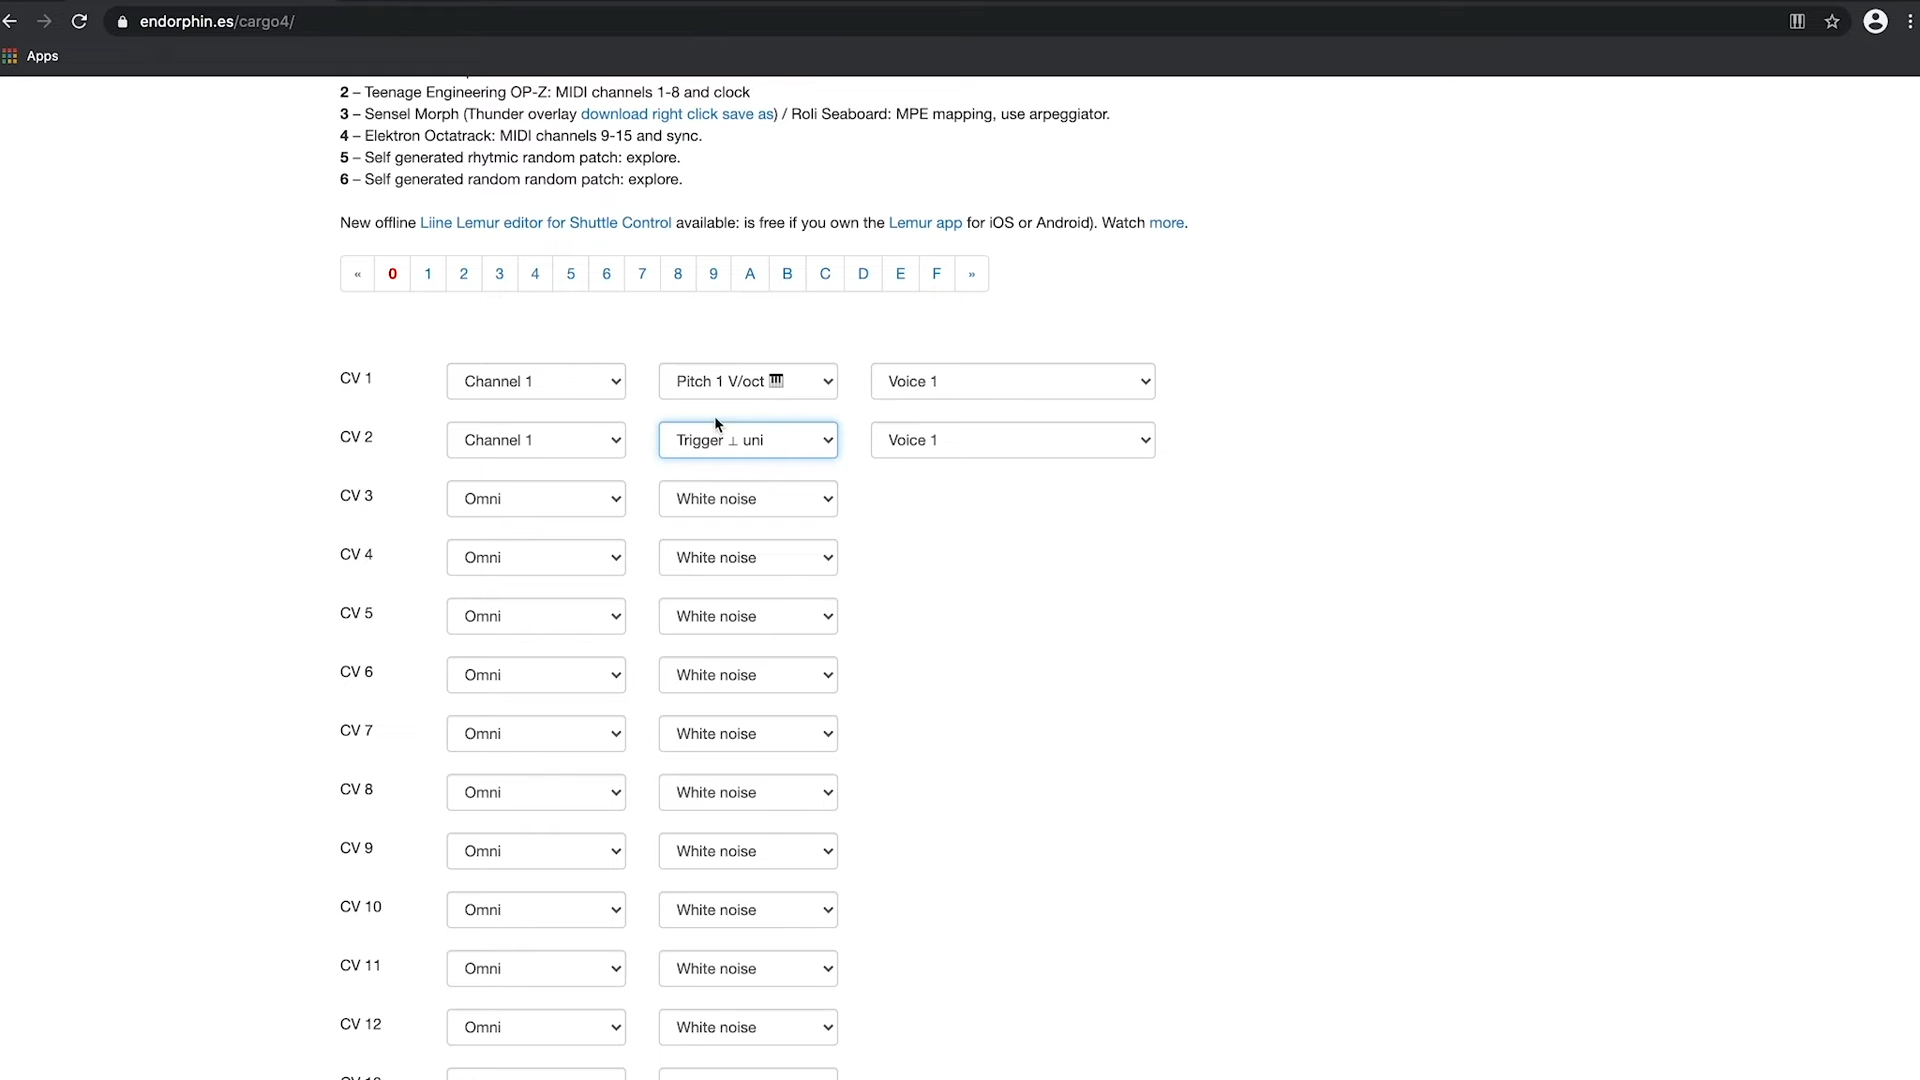 endorphin.es/cargo4/
Apps
2 – Teenage Engineering OP-Z: MIDI channels 1-8 and clock
3 – Sensel Morph (Thunder overlay download right click save as) / Roli Seaboard: MPE mapping, use arpeggiator.
4 – Elektron Octatrack: MIDI channels 9-15 and sync.
5 – Self generated rhytmic random patch: explore.
6 – Self generated random random patch: explore.
New offline Liine Lemur editor for Shuttle Control available: is free if you own the Lemur app for iOS or Android). Watch more.
« 0 1 2 3 4 5 6 7 8 9 A B C D E F »
CV 1 Channel 1 Pitch 1 V/oct 🎹 Voice 1
CV 2 Channel 1 Trigger ⊥ uni Voice 1
CV 3 Omni White noise
CV 4 Omni White noise
CV 5 Omni White noise
CV 6 Omni White noise
CV 7 Omni White noise
CV 8 Omni White noise
CV 9 Omni White noise
CV 10 Omni White noise
CV 11 Omni White noise
CV 12 Omni White noise